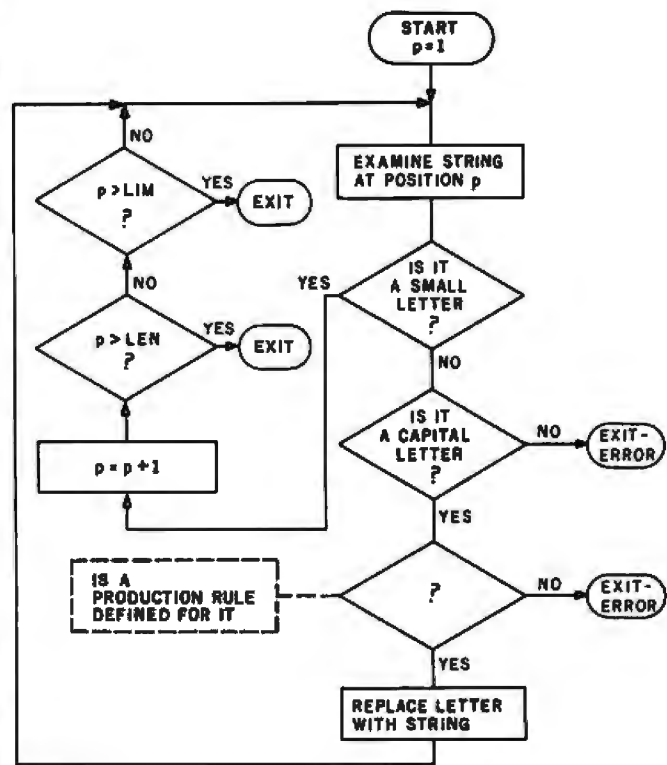 START
p=1
NO
EXAMINE STRING
AT POSITION p
p>LIM
?
YES
EXIT
IS IT
A SMALL
LETTER
?
YES
NO
NO
p>LEN
?
YES
EXIT
IS IT
A CAPITAL
LETTER
?
NO
EXIT-
ERROR
p=p+1
YES
IS A
PRODUCTION RULE
DEFINED FOR IT
?
NO
EXIT-
ERROR
YES
REPLACE LETTER
WITH STRING